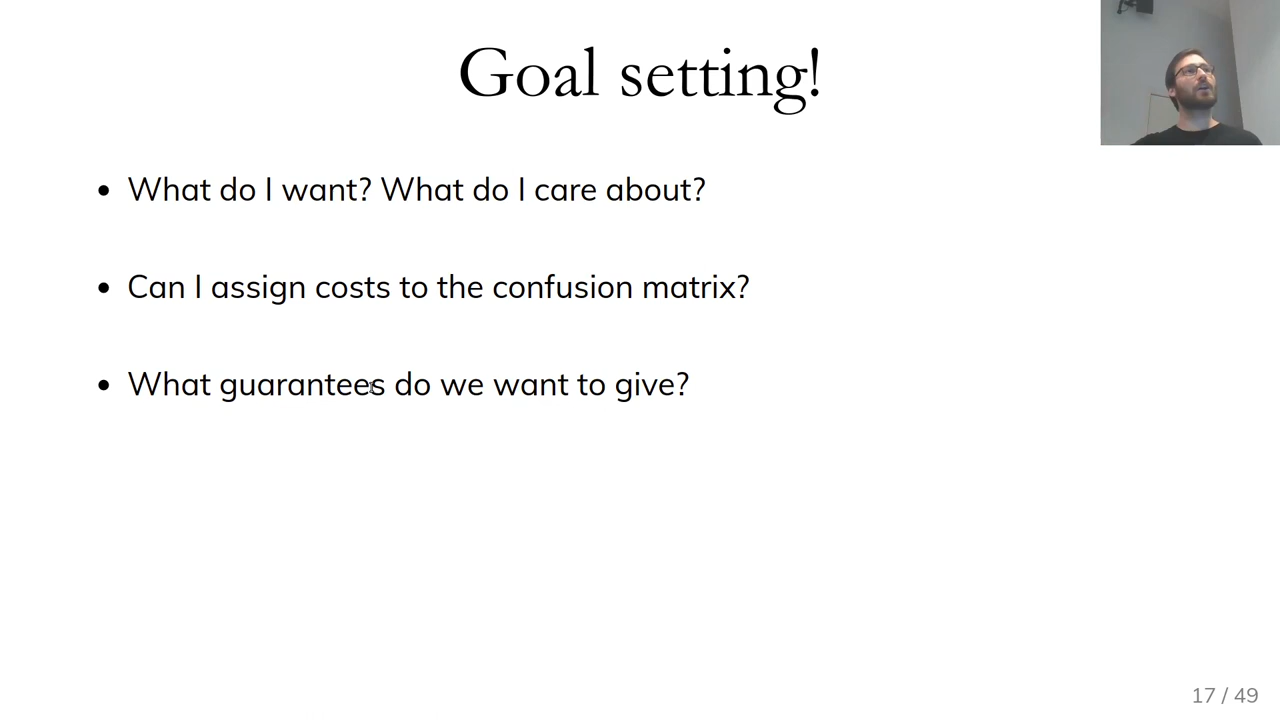 Goal setting!
• What do I want? What do I care about?
• Can I assign costs to the confusion matrix?
• What guarantees do we want to give?
17 / 49